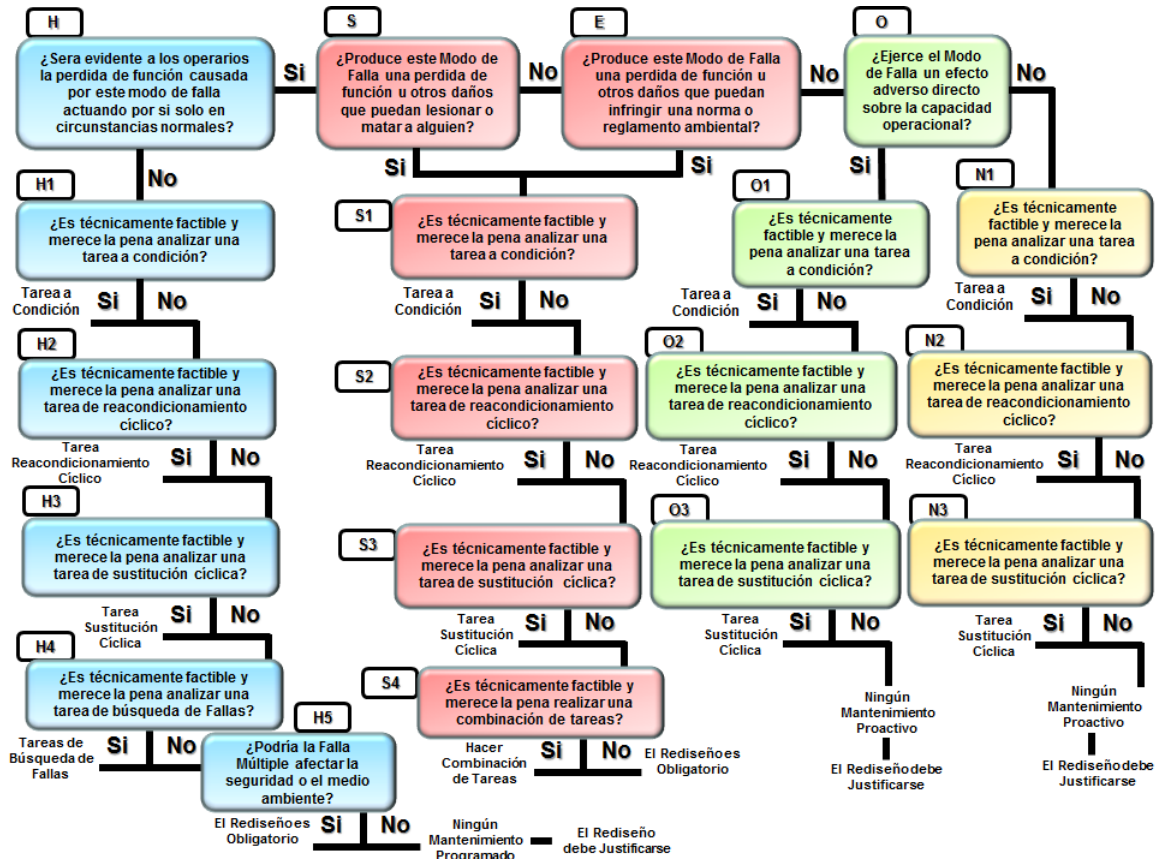 H
¿Sera evidente a los operarios
la perdida de función causada
por este modo de falla
actuando por si solo en
circunstancias normales?
Si
No
S
¿Produce este Modo de
Falla una perdida de
función u otros daños
que puedan lesionar o
matar a alguien?
No
Si
E
¿Produce este Modo de Falla
una perdida de función u
otros daños que puedan
infringir una norma o
reglamento ambiental?
No
Si
O
¿Ejerce el Modo
de Falla un efecto
adverso directo
sobre la capacidad
operacional?
No
Si
H1
¿Es técnicamente factible y
merece la pena analizar una
tarea a condición?
Tarea a
Condición
Si
No
H2
¿Es técnicamente factible y
merece la pena analizar una
tarea de reacondicionamiento
cíclico?
Tarea
Reacondicionamiento
Cíclico
Si
No
H3
¿Es técnicamente factible y
merece la pena analizar una
tarea de sustitución cíclica?
Tarea
Sustitución
Cíclica
Si
No
H4
¿Es técnicamente factible y
merece la pena analizar una
tarea de búsqueda de Fallas?
Tareas de
Búsqueda de
Fallas
Si
No
H5
¿Podría la Falla
Múltiple afectar la
seguridad o el medio
ambiente?
El Rediseño es
Obligatorio
Si
No
Ningún
Mantenimiento
Programado
El Rediseño
debe Justificarse
S1
¿Es técnicamente factible y
merece la pena analizar una
tarea a condición?
Tarea a
Condición
Si
No
S2
¿Es técnicamente factible y
merece la pena analizar una
tarea de reacondicionamiento
cíclico?
Tarea
Reacondicionamiento
Cíclico
Si
No
S3
¿Es técnicamente factible y
merece la pena analizar una
tarea de sustitución cíclica?
Tarea
Sustitución
Cíclica
Si
No
S4
¿Es técnicamente factible y
merece la pena realizar una
combinación de tareas?
Hacer
Combinación
de Tareas
Si
No
El Rediseño es
Obligatorio
O1
¿Es técnicamente
factible y merece la
pena analizar una tarea
a condición?
Tarea a
Condición
Si
No
O2
¿Es técnicamente factible y
merece la pena analizar una
tarea de reacondicionamiento
cíclico?
Tarea
Reacondicionamiento
Cíclico
Si
No
O3
¿Es técnicamente factible y
merece la pena analizar una
tarea de sustitución cíclica?
Tarea
Sustitución
Cíclica
Si
No
Ningún
Mantenimiento
Proactivo
El Rediseño debe
Justificarse
N1
¿Es técnicamente
factible y merece la
pena analizar una tarea
a condición?
Tarea a
Condición
Si
No
N2
¿Es técnicamente factible y
merece la pena analizar una
tarea de reacondicionamiento
cíclico?
Tarea
Reacondicionamiento
Cíclico
Si
No
N3
¿Es técnicamente factible y
merece la pena analizar una
tarea de sustitución cíclica?
Tarea
Sustitución
Cíclica
Si
No
Ningún
Mantenimiento
Proactivo
El Rediseño debe
Justificarse